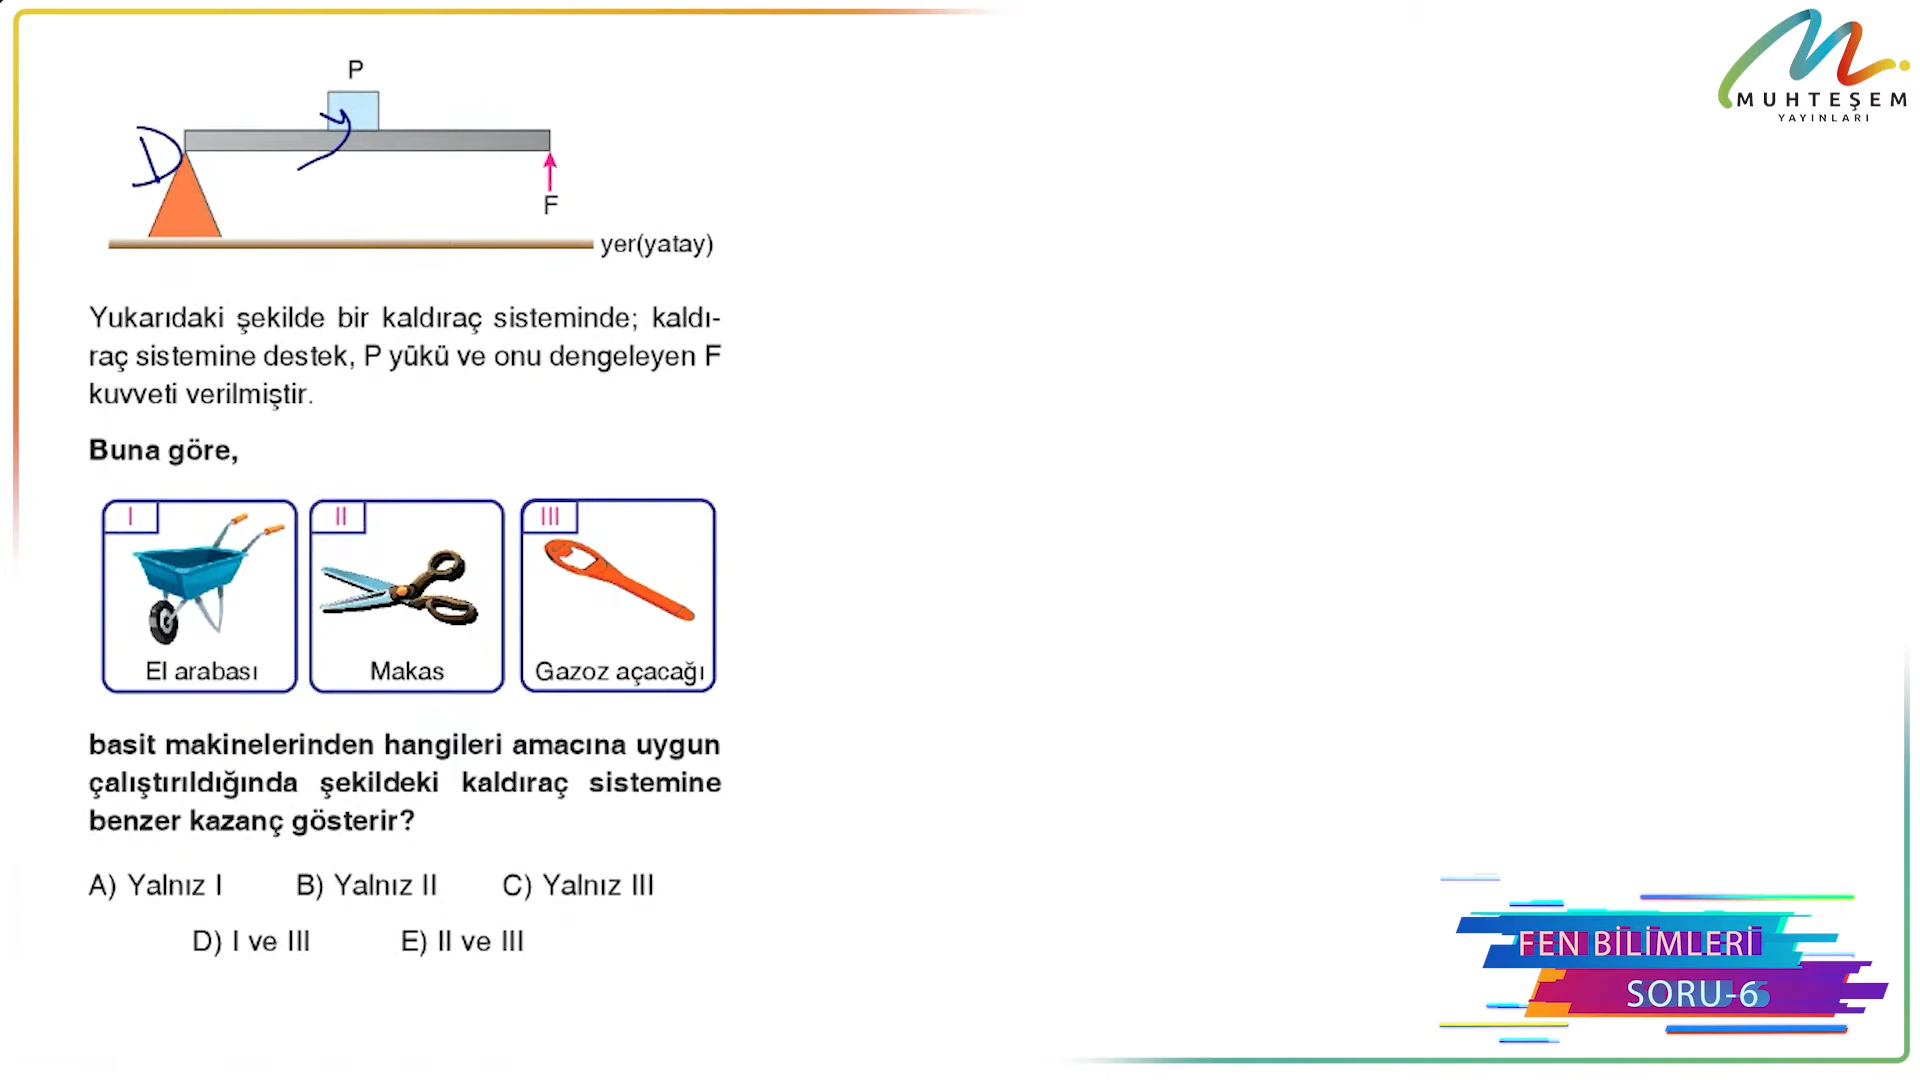 MUHTEŞEM
YAYINLARI
P
D
F
yer(yatay)
Yukarıdaki şekilde bir kaldıraç sisteminde; kaldı-
raç sistemine destek, P yükü ve onu dengeleyen F
kuvveti verilmiştir.
Buna göre,
I
II
III
El arabası
Makas
Gazoz açacağı
basit makinelerinden hangileri amacına uygun
çalıştırıldığında şekildeki kaldıraç sistemine
benzer kazanç gösterir?
A) Yalnız I B) Yalnız II C) Yalnız III
D) I ve III E) II ve III
FEN BİLİMLERİ
SORU-6